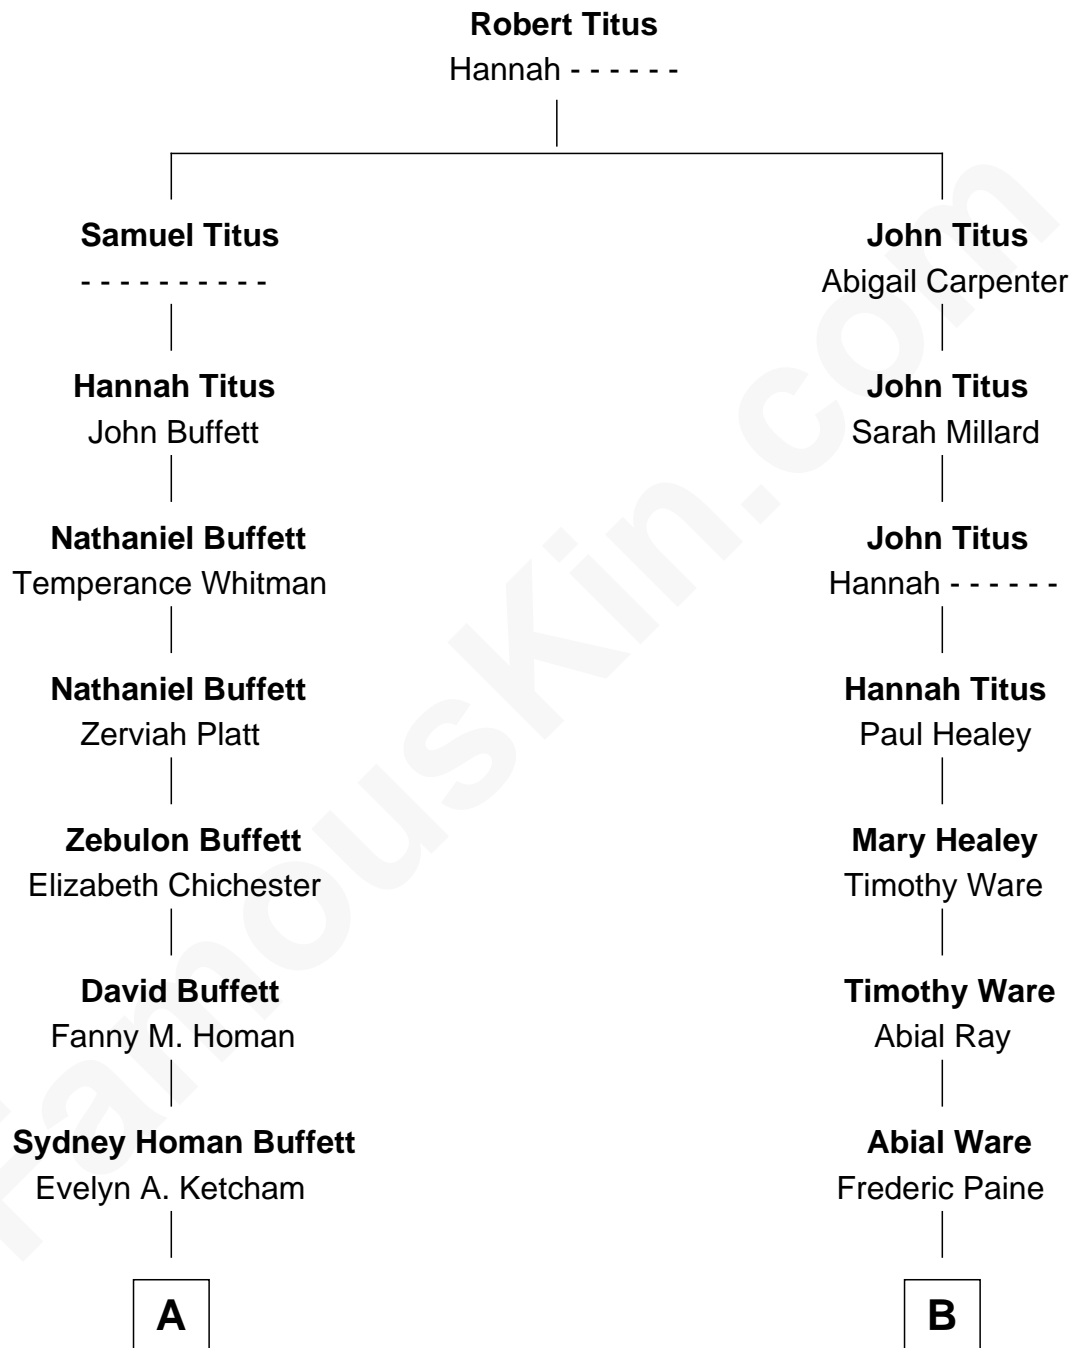 Robert Titus
Hannah - - - - - -
Samuel Titus
- - - - - - - - - -
John Titus
Abigail Carpenter
Hannah Titus
John Buffett
John Titus
Sarah Millard
Nathaniel Buffett
Temperance Whitman
John Titus
Hannah - - - - - -
Nathaniel Buffett
Zerviah Platt
Hannah Titus
Paul Healey
Zebulon Buffett
Elizabeth Chichester
Mary Healey
Timothy Ware
David Buffett
Fanny M. Homan
Timothy Ware
Abial Ray
Sydney Homan Buffett
Evelyn A. Ketcham
Abial Ware
Frederic Paine
A
B
FamousKin.com